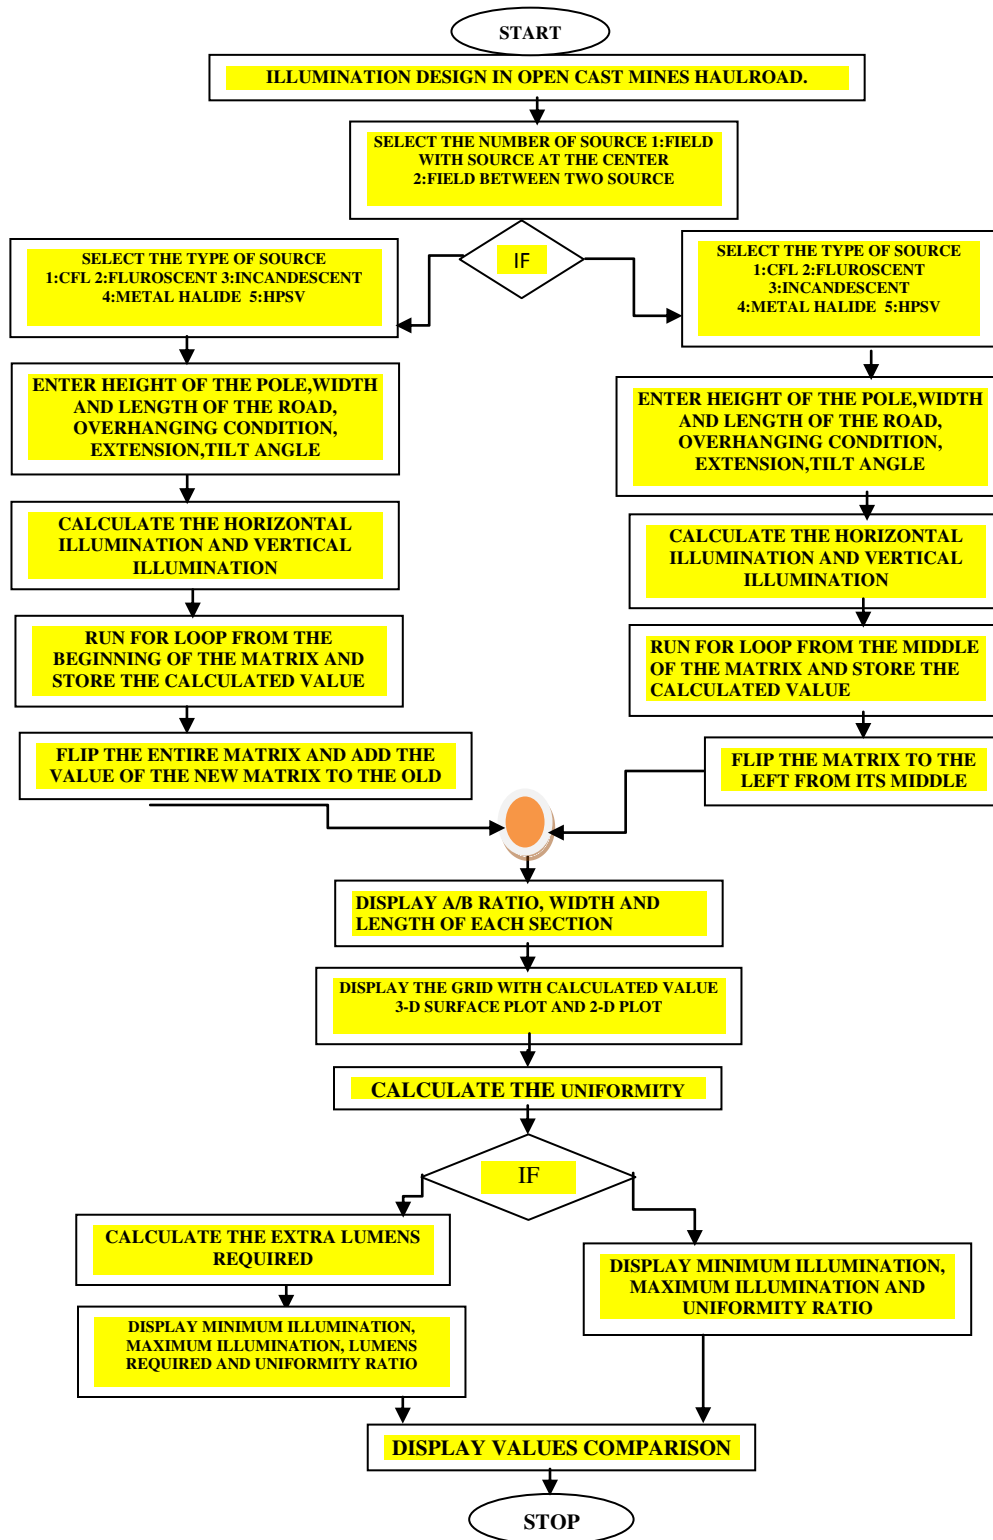 START
ILLUMINATION DESIGN IN OPEN CAST MINES HAULROAD.
SELECT THE NUMBER OF SOURCE 1:FIELD
WITH SOURCE AT THE CENTER
2:FIELD BETWEEN TWO SOURCE
IF
SELECT THE TYPE OF SOURCE
1:CFL 2:FLUROSCENT 3:INCANDESCENT
4:METAL HALIDE 5:HPSV
ENTER HEIGHT OF THE POLE,WIDTH
AND LENGTH OF THE ROAD,
OVERHANGING CONDITION,
EXTENSION,TILT ANGLE
CALCULATE THE HORIZONTAL
ILLUMINATION AND VERTICAL
ILLUMINATION
RUN FOR LOOP FROM THE
BEGINNING OF THE MATRIX AND
STORE THE CALCULATED VALUE
FLIP THE ENTIRE MATRIX AND ADD THE
VALUE OF THE NEW MATRIX TO THE OLD
SELECT THE TYPE OF SOURCE
1:CFL 2:FLUROSCENT
3:INCANDESCENT
4:METAL HALIDE 5:HPSV
ENTER HEIGHT OF THE POLE,WIDTH
AND LENGTH OF THE ROAD,
OVERHANGING CONDITION,
EXTENSION,TILT ANGLE
CALCULATE THE HORIZONTAL
ILLUMINATION AND VERTICAL
ILLUMINATION
RUN FOR LOOP FROM THE MIDDLE
OF THE MATRIX AND STORE THE
CALCULATED VALUE
FLIP THE MATRIX TO THE
LEFT FROM ITS MIDDLE
DISPLAY A/B RATIO, WIDTH AND
LENGTH OF EACH SECTION
DISPLAY THE GRID WITH CALCULATED VALUE
3-D SURFACE PLOT AND 2-D PLOT
CALCULATE THE UNIFORMITY
IF
CALCULATE THE EXTRA LUMENS
REQUIRED
DISPLAY MINIMUM ILLUMINATION,
MAXIMUM ILLUMINATION, LUMENS
REQUIRED AND UNIFORMITY RATIO
DISPLAY MINIMUM ILLUMINATION,
MAXIMUM ILLUMINATION AND
UNIFORMITY RATIO
DISPLAY VALUES COMPARISON
STOP